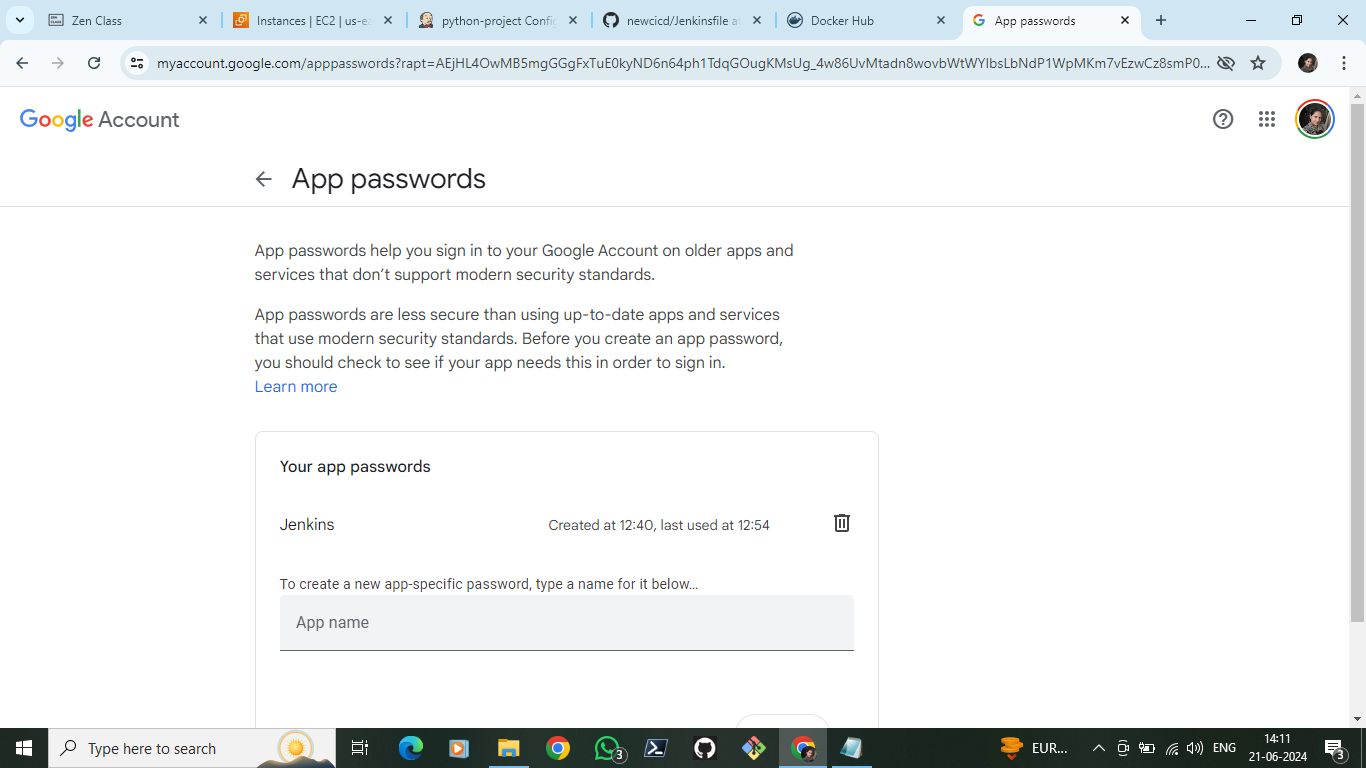 Zen Class
Instances | EC2 | us-ea
python-project Config
newcicd/Jenkinsfile at
Docker Hub
App passwords
myaccount.google.com/apppasswords?rapt=AEjHL4OwMB5mgGGgFxTuE0kyND6n64ph1TdqGOugKMsUg_4w86UvMtadn8wovbWtWYIbsLbNdP1WpMKm7vEzwCz8smP0...
Google Account
App passwords
App passwords help you sign in to your Google Account on older apps and
services that don’t support modern security standards.
App passwords are less secure than using up-to-date apps and services
that use modern security standards. Before you create an app password,
you should check to see if your app needs this in order to sign in.
Learn more
Your app passwords
Jenkins
Created at 12:40, last used at 12:54
To create a new app-specific password, type a name for it below...
App name
Type here to search
3
EUR...
ENG
14:11
21-06-2024
3